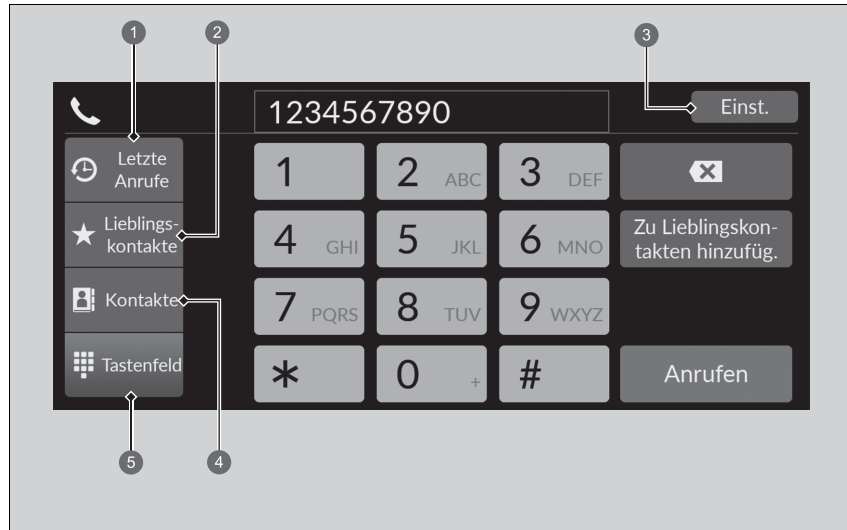 1
2
3
1234567890
Einst.
Letzte
Anrufe
1
2 ABC
3 DEF
Lieblings-
kontakte
4 GHI
5 JKL
6 MNO
Zu Lieblingskon-
takten hinzufüg.
Kontakte
7 PQRS
8 TUV
9 WXYZ
Tastenfeld
*
0 +
#
Anrufen
5
4